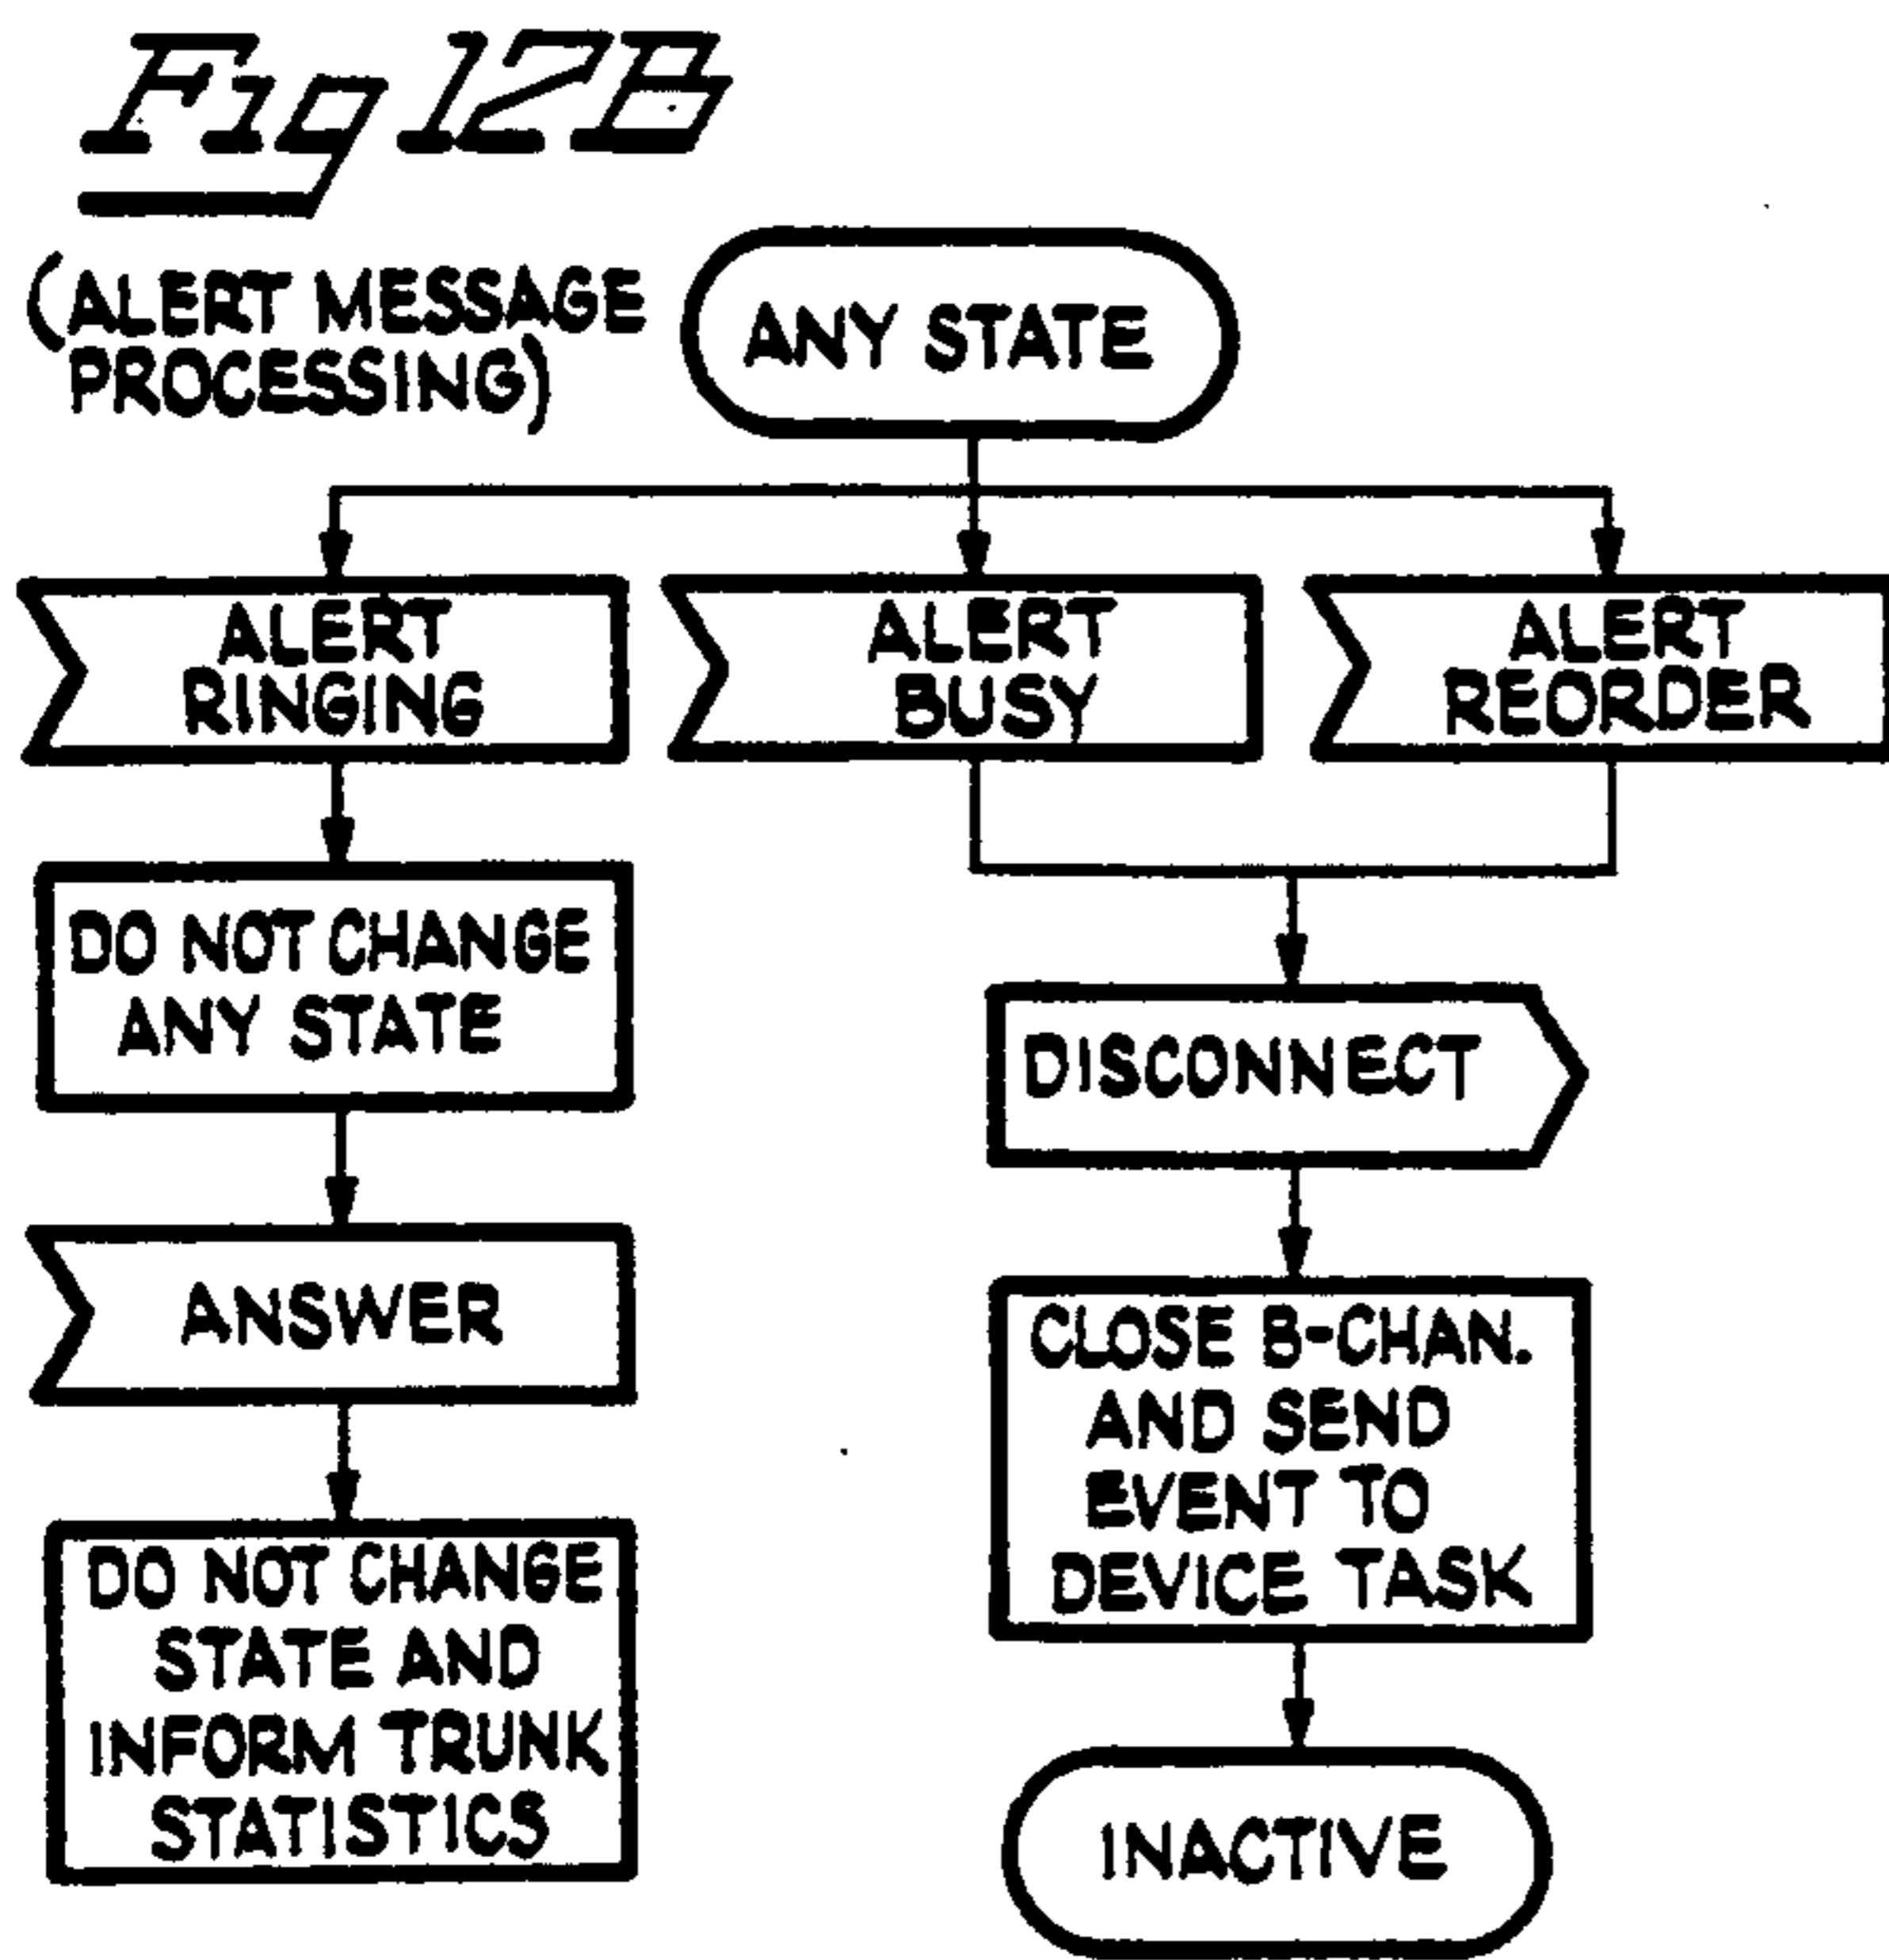 Fig 12B
(ALERT MESSAGE
PROCESSING)
ANY STATE
ALERT
RINGING
ALERT
BUSY
ALERT
REORDER
DO NOT CHANGE
ANY STATE
DISCONNECT
ANSWER
CLOSE B-CHAN.
AND SEND
EVENT TO
DEVICE TASK
DO NOT CHANGE
STATE AND
INFORM TRUNK
STATISTICS
INACTIVE